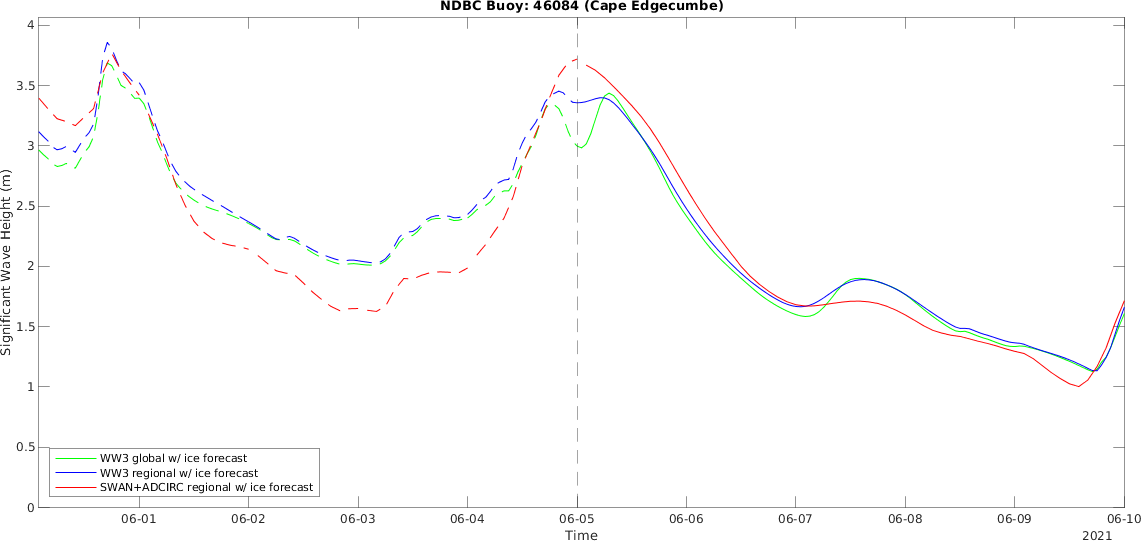 NDBC Buoy: 46084 (Cape Edgecumbe)
4
3.5
3
2.5
2
1.5
1
0.5
0
Significant Wave Height (m)
WW3 global w/ ice forecast
WW3 regional w/ ice forecast
SWAN+ADCIRC regional w/ ice forecast
06-01 06-02 06-03 06-04 06-05 06-06 06-07 06-08 06-09 06-10
Time
2021